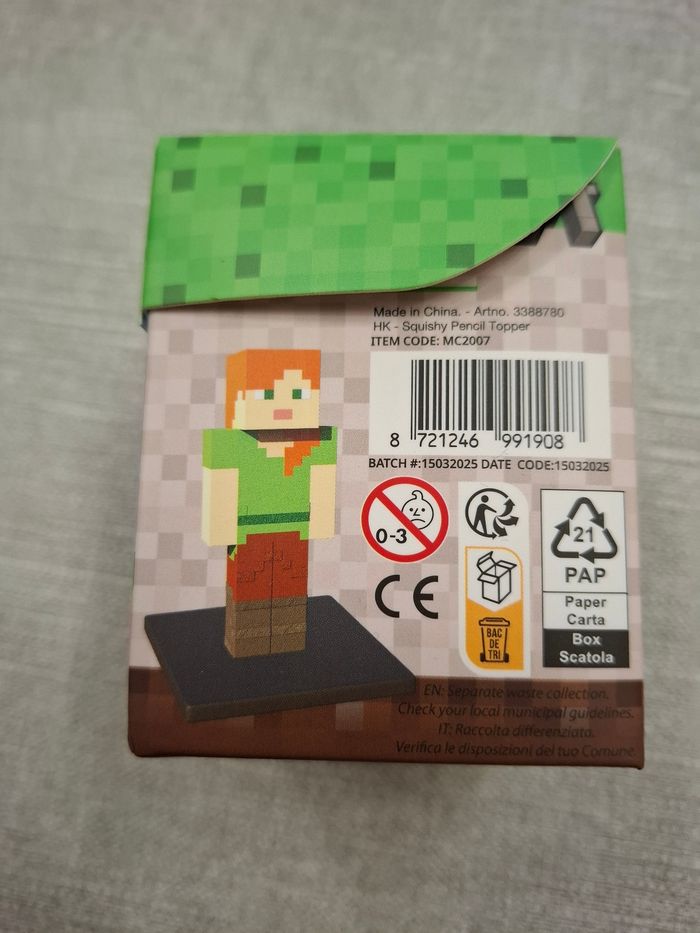 Made in China. - Artno. 3388780
HK - Squishy Pencil Topper
ITEM CODE: MC2007
8 721246 991908
BATCH #:15032025 DATE CODE:15032025
0-3
CE
21
PAP
Paper
Carta
Box
Scatola
BAC
DE
TRI
EN: Separate waste collection.
Check your local municipal guidelines.
IT: Raccolta differenziata.
Verifica le disposizioni del tuo Comune.